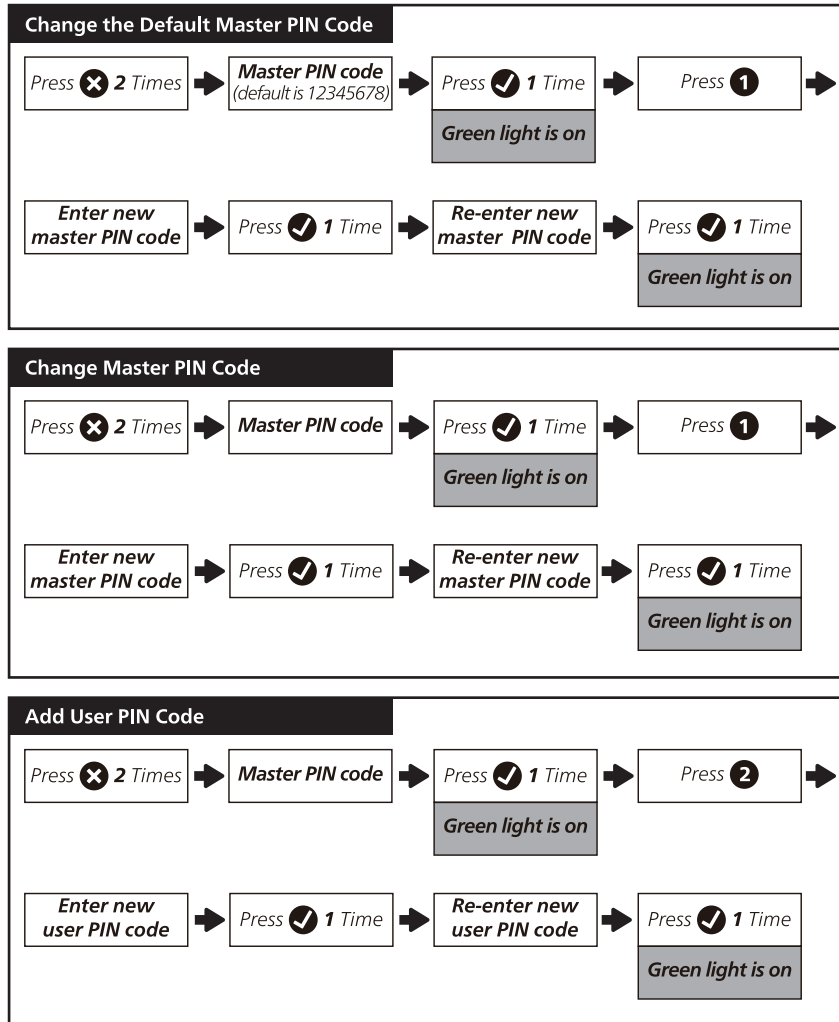 Change the Default Master PIN Code
Press ✖ 2 Times
Master PIN code
(default is 12345678)
Press ✔ 1 Time
Green light is on
Press 1
Enter new
master PIN code
Press ✔ 1 Time
Re-enter new
master PIN code
Press ✔ 1 Time
Green light is on
Change Master PIN Code
Press ✖ 2 Times
Master PIN code
Press ✔ 1 Time
Green light is on
Press 1
Enter new
master PIN code
Press ✔ 1 Time
Re-enter new
master PIN code
Press ✔ 1 Time
Green light is on
Add User PIN Code
Press ✖ 2 Times
Master PIN code
Press ✔ 1 Time
Green light is on
Press 2
Enter new
user PIN code
Press ✔ 1 Time
Re-enter new
user PIN code
Press ✔ 1 Time
Green light is on